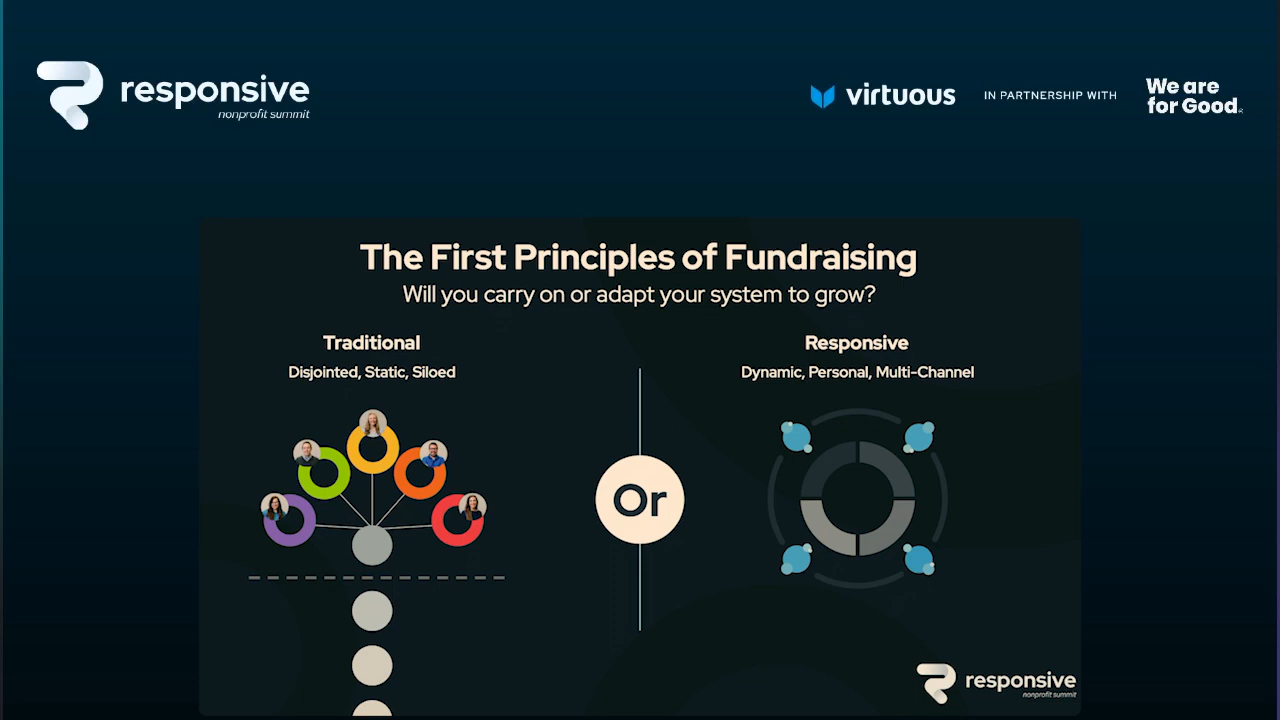 responsive
nonprofit summit
virtuous
IN PARTNERSHIP WITH
We are
for Good.
The First Principles of Fundraising
Will you carry on or adapt your system to grow?
Traditional
Disjointed, Static, Siloed
Responsive
Dynamic, Personal, Multi-Channel
Or
responsive
nonprofit summit